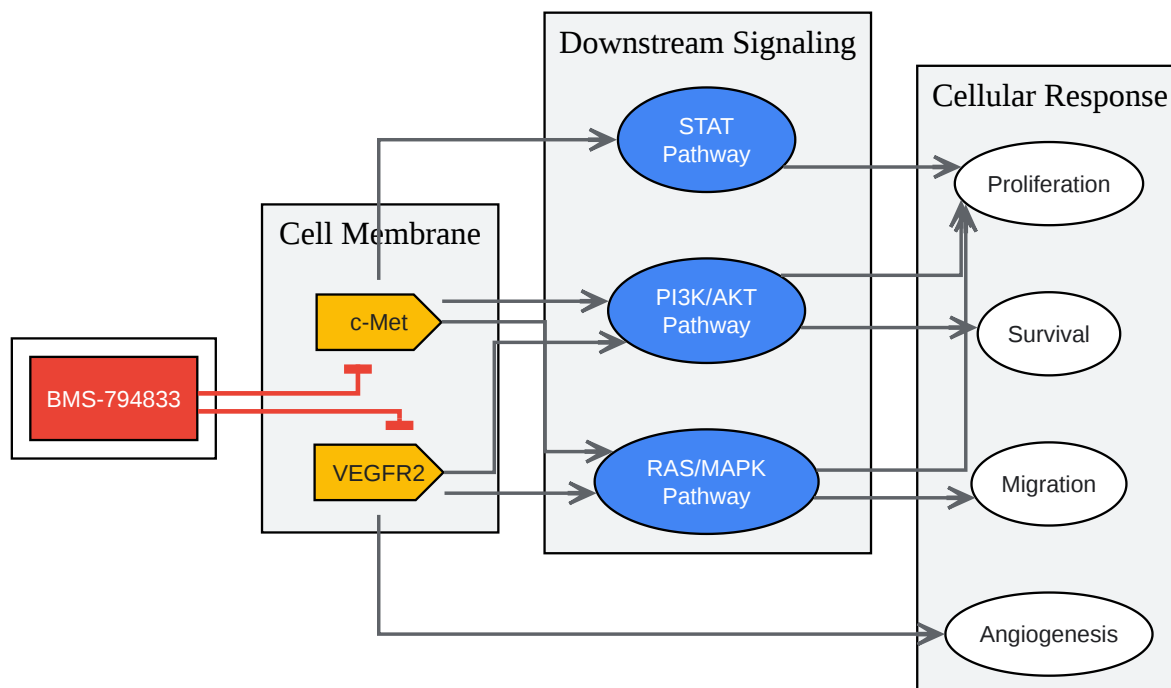 Downstream Signaling
STAT
Pathway
PI3K/AKT
Pathway
RAS/MAPK
Pathway
Cellular Response
Proliferation
Survival
Migration
Angiogenesis
Cell Membrane
c-Met
VEGFR2
BMS-794833